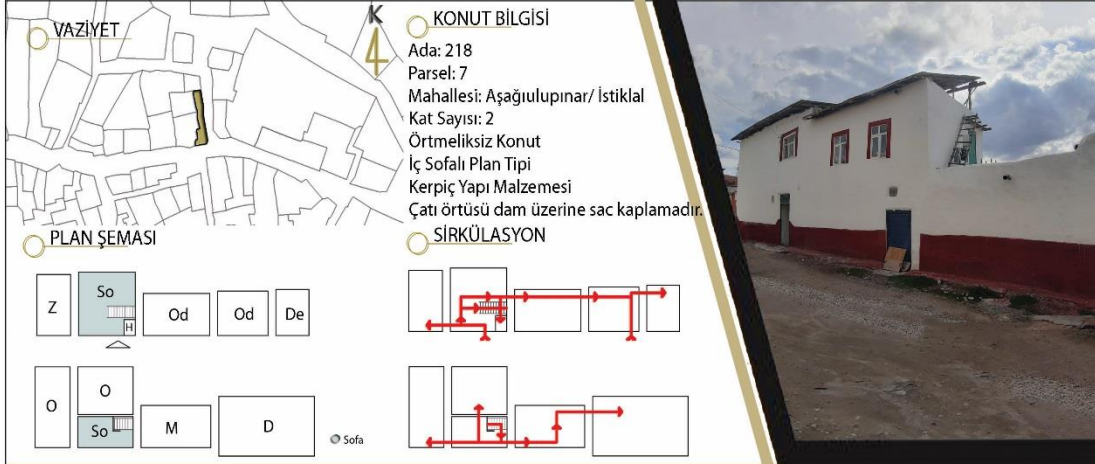 VAZİYET
K
4
KONUT BİLGİSİ
Ada: 218
Parsel: 7
Mahallesi: Aşağıulupınar/ İstiklal
Kat Sayısı: 2
Örtmeliksiz Konut
İç Sofalı Plan Tipi
Kerpiç Yapı Malzemesi
Çatı örtüsü dam üzerine sac kaplamadır.
PLAN ŞEMASI
Z So H Od Od De
O O So M D
Sofa
SİRKÜLASYON